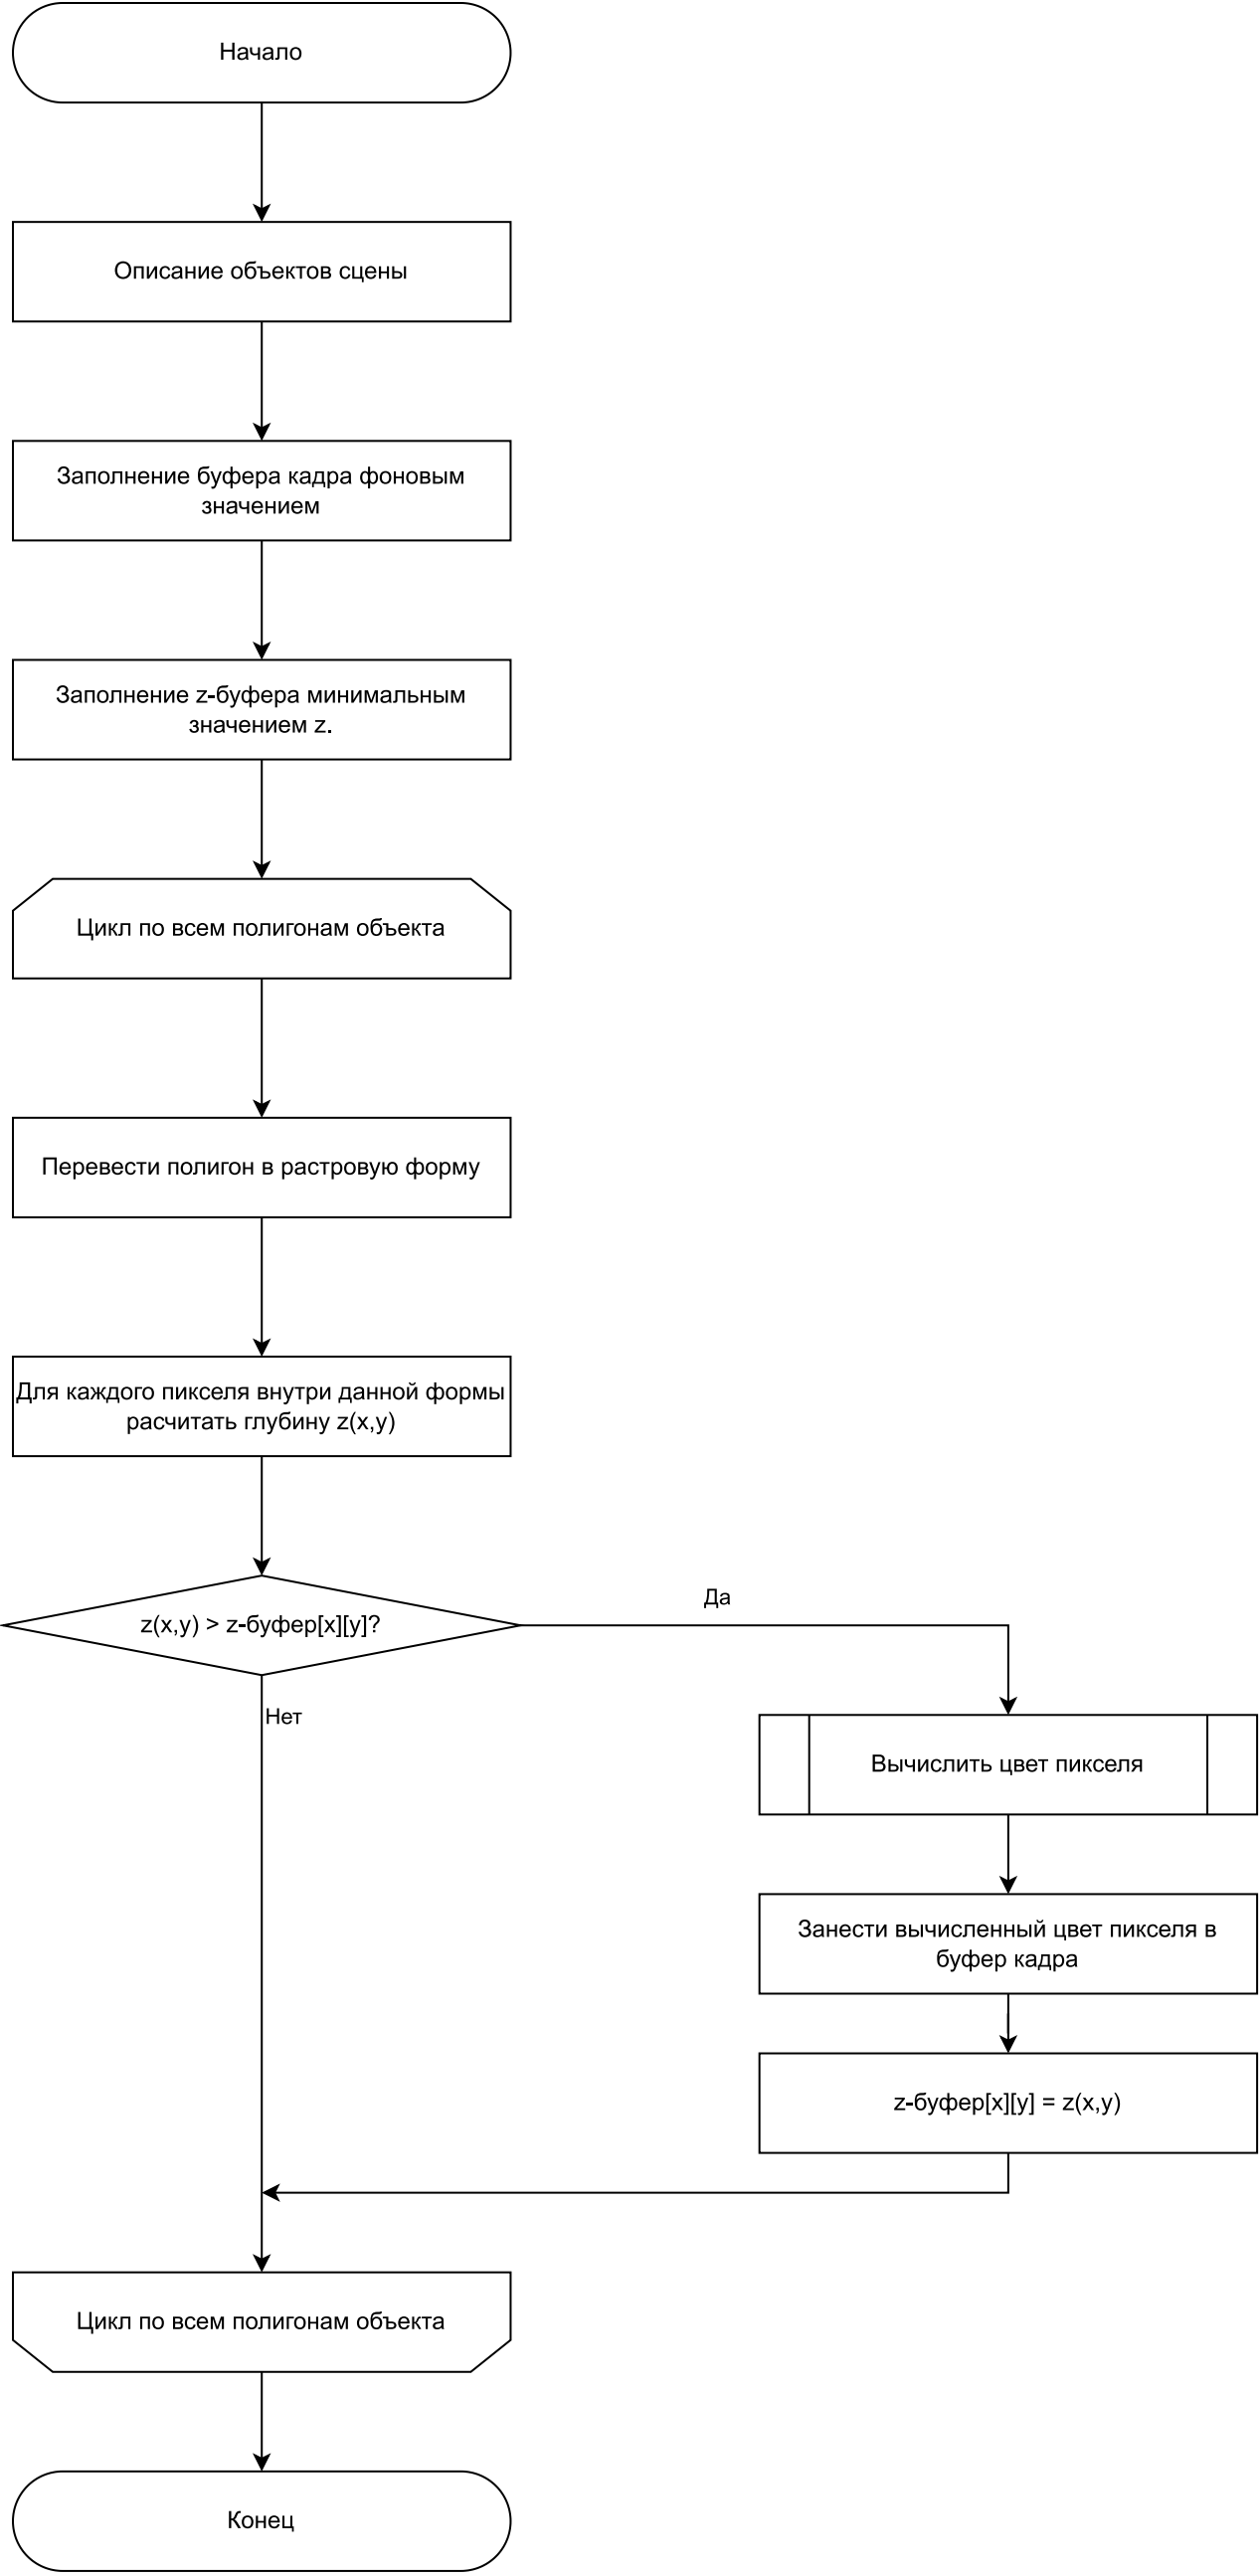 Начало
Описание объектов сцены
Заполнение буфера кадра фоновым
значением
Заполнение z-буфера минимальным
значением z.
Цикл по всем полигонам объекта
Перевести полигон в растровую форму
Для каждого пикселя внутри данной формы
расчитать глубину z(x,y)
z(x,y) > z-буфер[x][y]?
Да
Нет
Вычислить цвет пикселя
Занести вычисленный цвет пикселя в
буфер кадра
z-буфер[x][y] = z(x,y)
Цикл по всем полигонам объекта
Конец